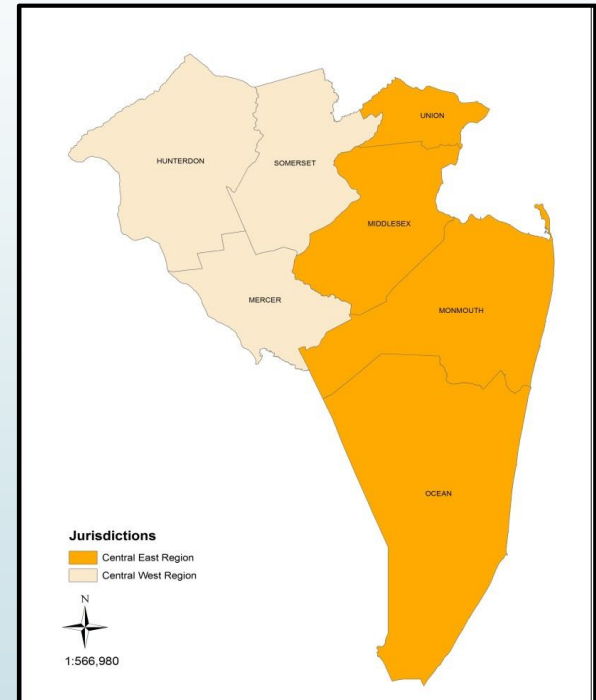 UNION
HUNTERDON
SOMERSET
MIDDLESEX
MERCER
MONMOUTH
OCEAN
Jurisdictions
Central East Region
Central West Region
N
1:566,980